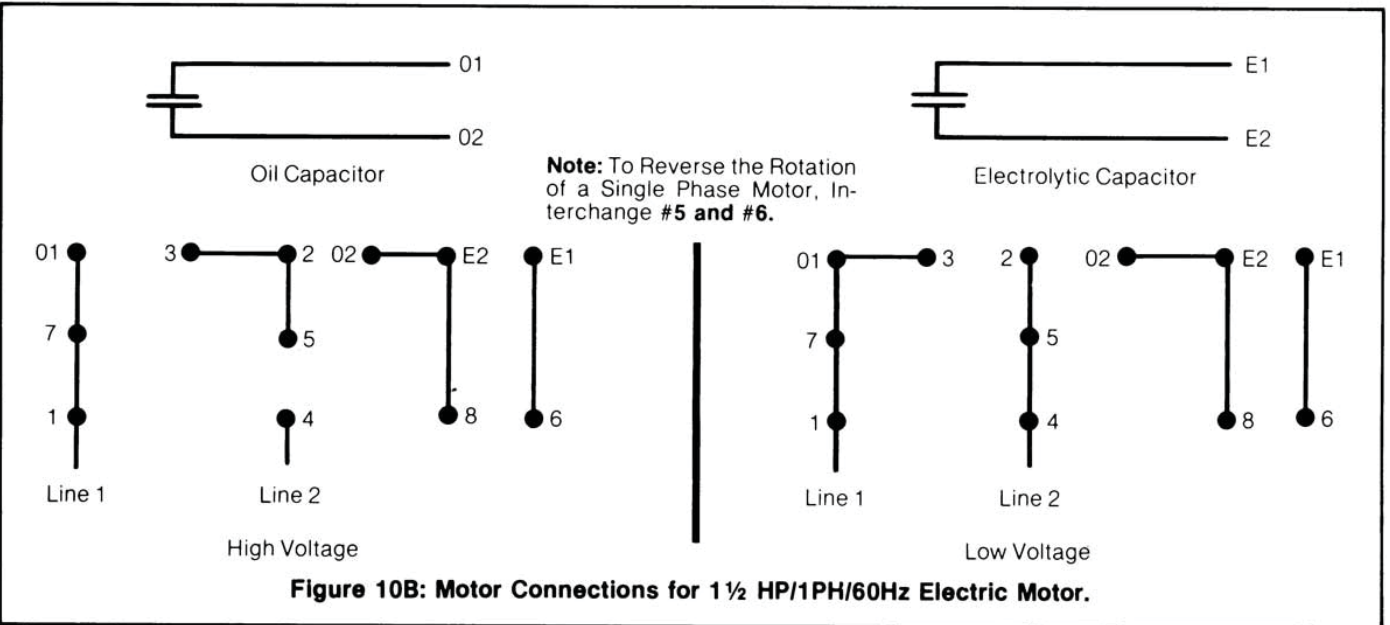 01
02
Oil Capacitor
E1
E2
Electrolytic Capacitor
Note: To Reverse the Rotation
of a Single Phase Motor, In-
terchange #5 and #6.
01 3 2 02 E2 E1
7 5
1 4 8 6
Line 1 Line 2
High Voltage
01 3 2 02 E2 E1
7 5
1 4 8 6
Line 1 Line 2
Low Voltage
Figure 10B: Motor Connections for 1½ HP/1PH/60Hz Electric Motor.